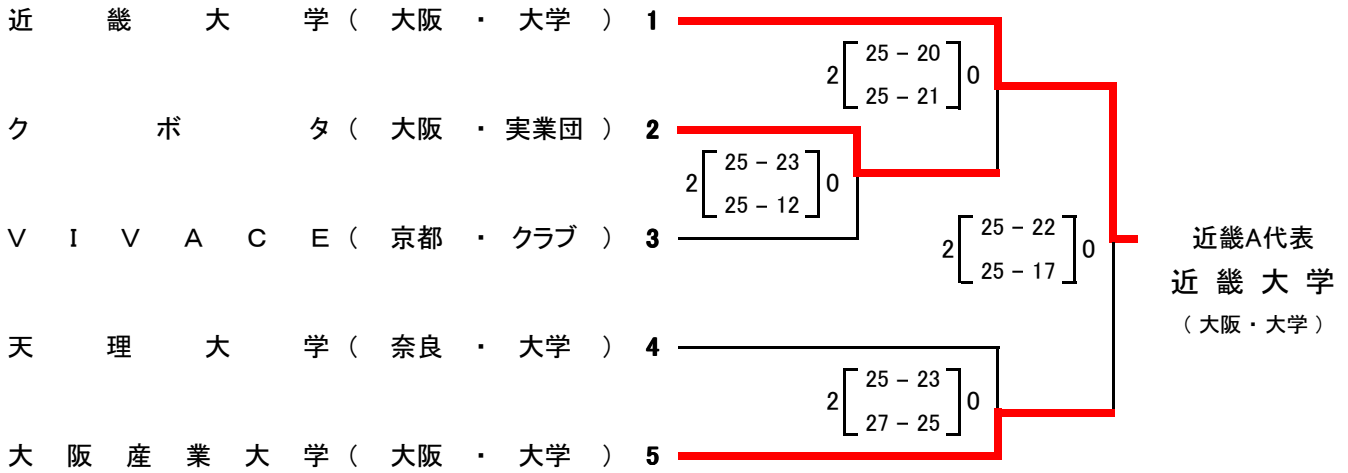 近畿大学(大阪・大学) 1
2 25 − 20 0
25 − 21
クボタ(大阪・実業団) 2
2 25 − 23 0
25 − 12
VIVACE(京都・クラブ) 3
2 25 − 22 0
25 − 17
近畿A代表
近畿大学
(大阪・大学)
天理大学(奈良・大学) 4
2 25 − 23 0
27 − 25
大阪産業大学(大阪・大学) 5